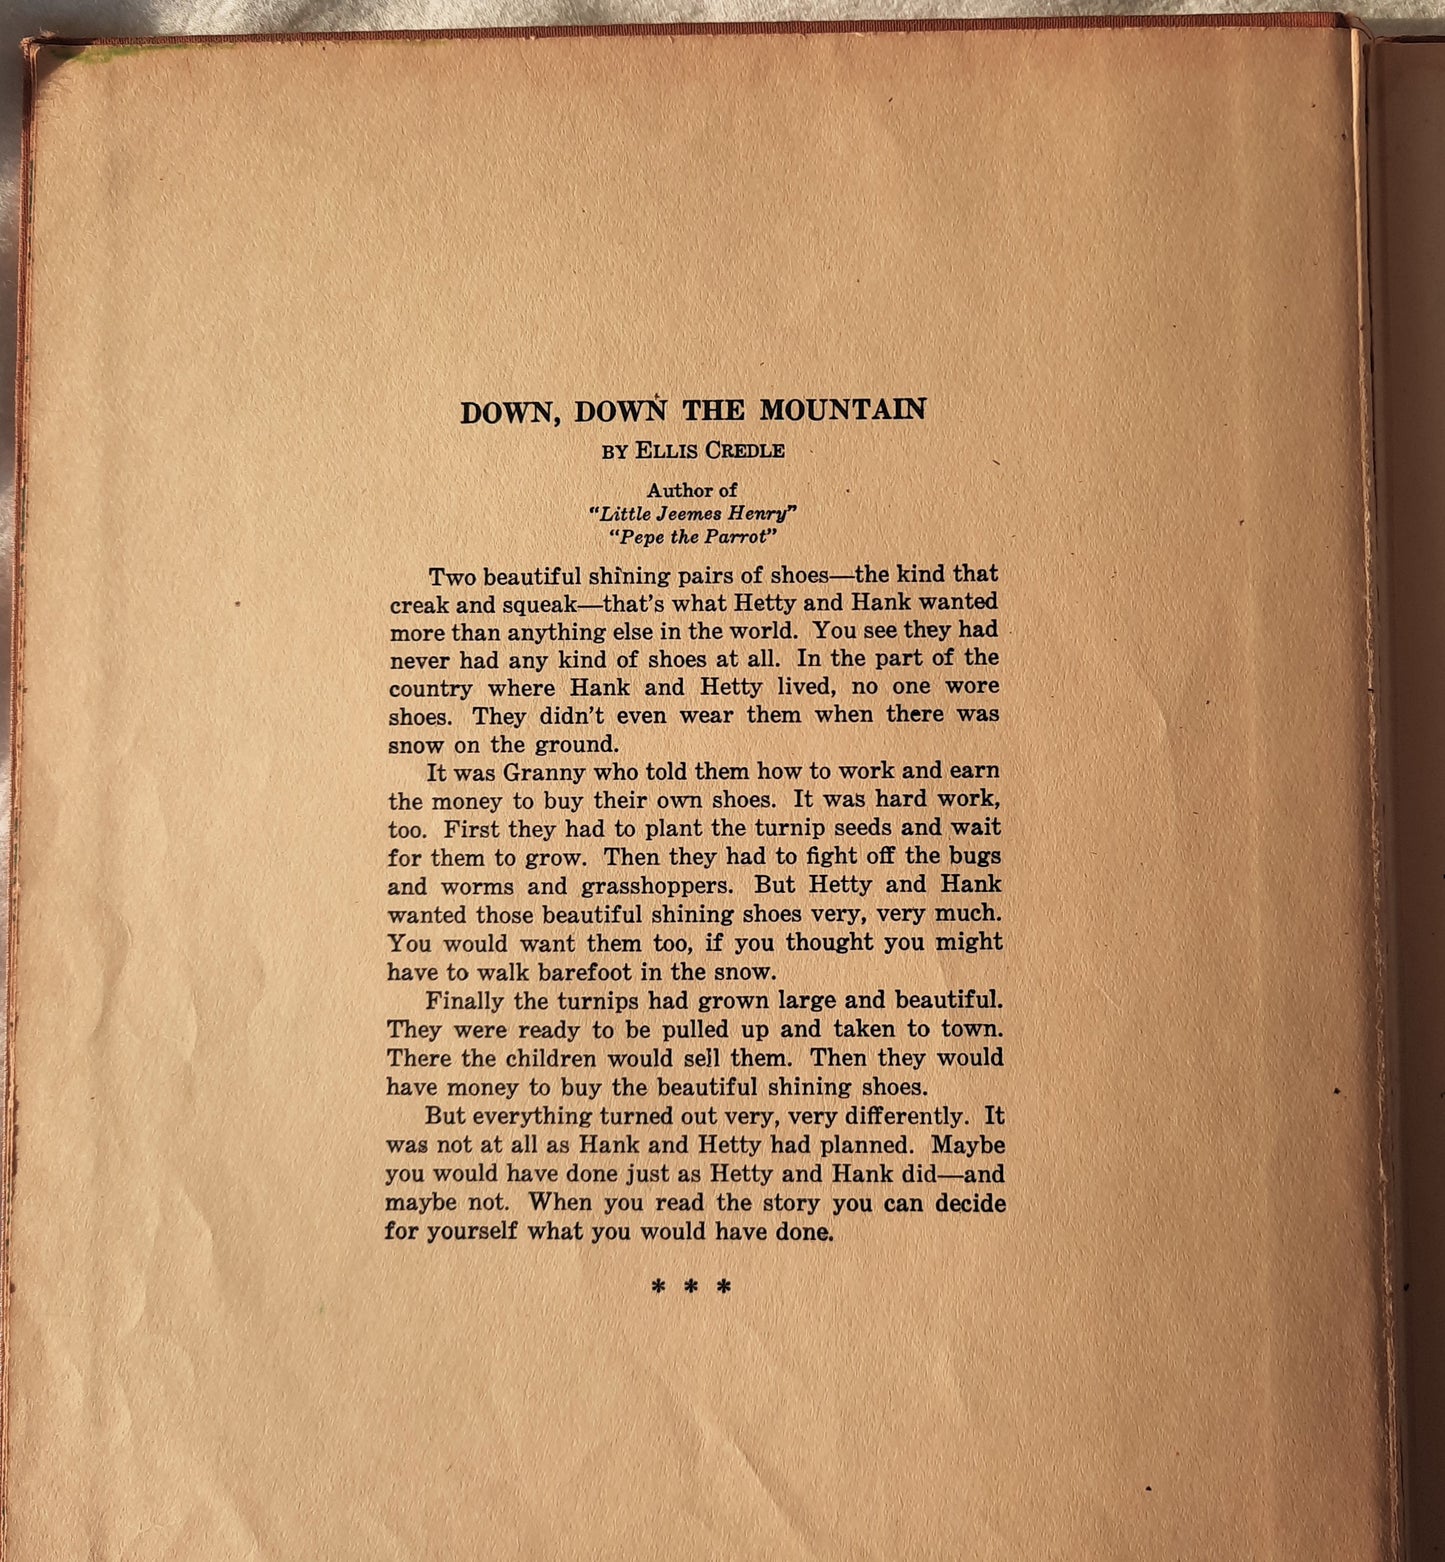 DOWN, DOWN THE MOUNTAIN
BY ELLIS CREDLE
Author of
“Little Jeemes Henry”
“Pepe the Parrot”
Two beautiful shining pairs of shoes—the kind that
creak and squeak—that’s what Hetty and Hank wanted
more than anything else in the world. You see they had
never had any kind of shoes at all. In the part of the
country where Hank and Hetty lived, no one wore
shoes. They didn’t even wear them when there was
snow on the ground.
It was Granny who told them how to work and earn
the money to buy their own shoes. It was hard work,
too. First they had to plant the turnip seeds and wait
for them to grow. Then they had to fight off the bugs
and worms and grasshoppers. But Hetty and Hank
wanted those beautiful shining shoes very, very much.
You would want them too, if you thought you might
have to walk barefoot in the snow.
Finally the turnips had grown large and beautiful.
They were ready to be pulled up and taken to town.
There the children would sell them. Then they would
have money to buy the beautiful shining shoes.
But everything turned out very, very differently. It
was not at all as Hank and Hetty had planned. Maybe
you would have done just as Hetty and Hank did—and
maybe not. When you read the story you can decide
for yourself what you would have done.
* * *